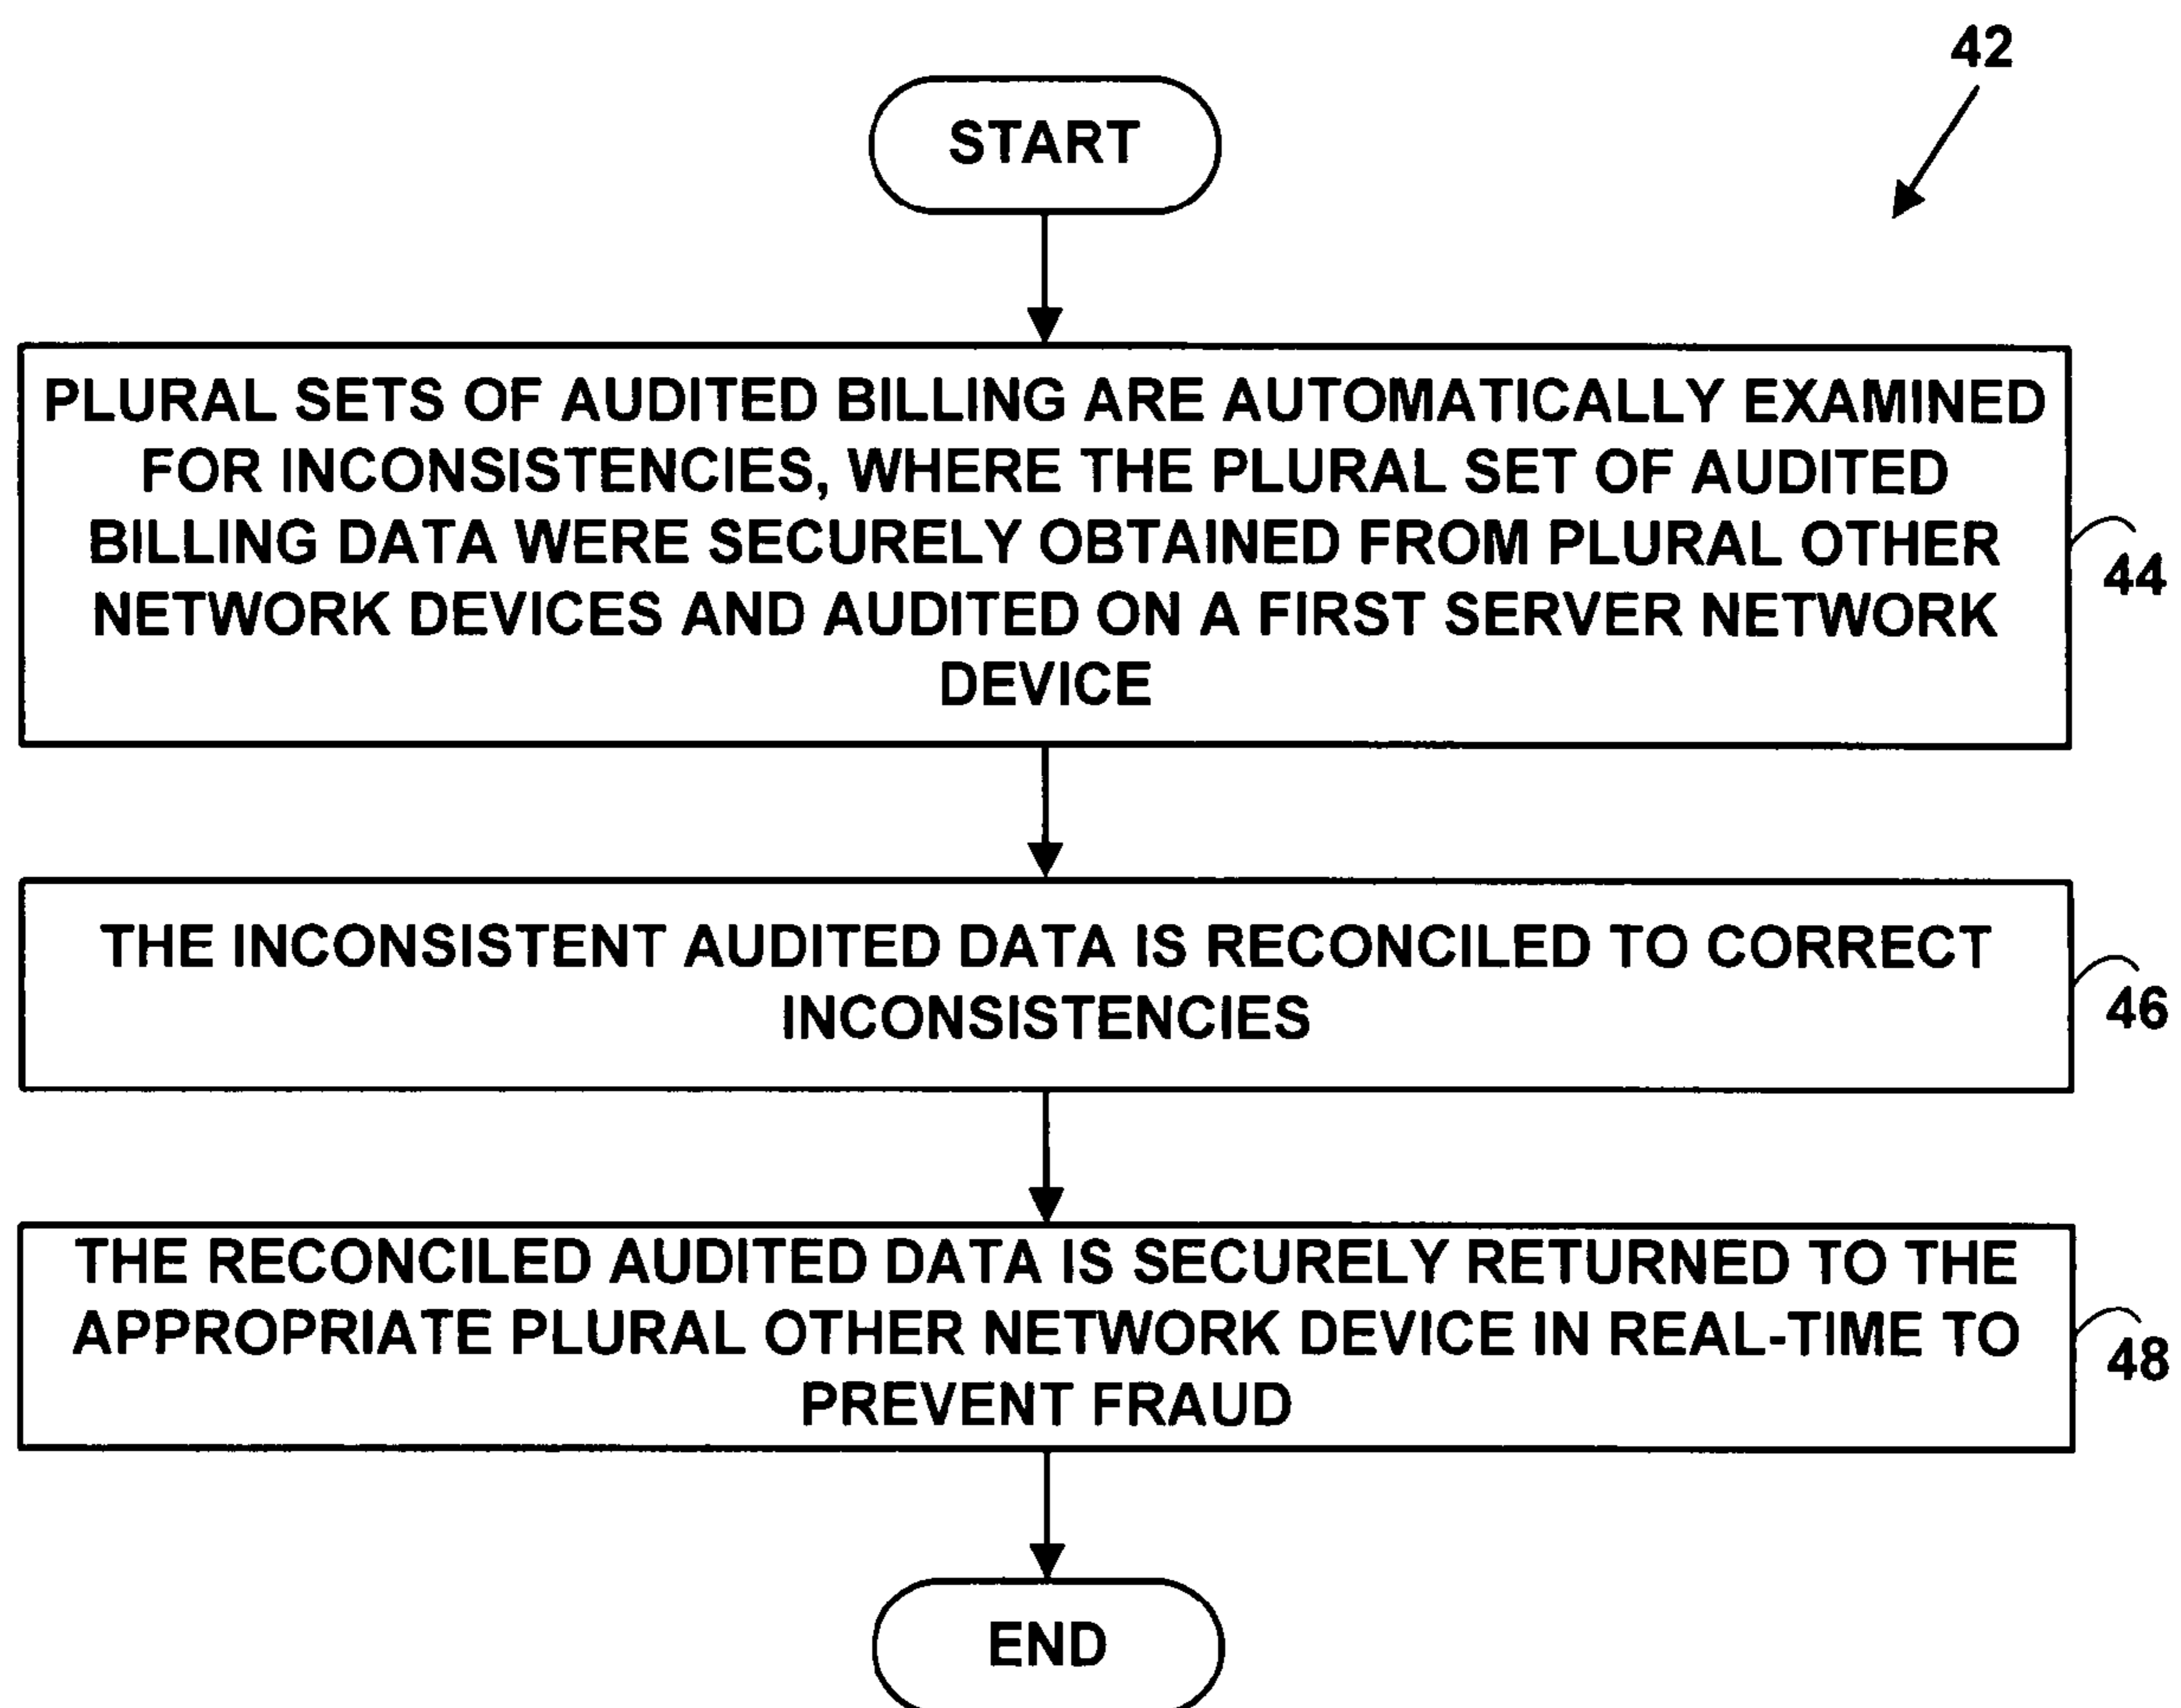 42
START
PLURAL SETS OF AUDITED BILLING ARE AUTOMATICALLY EXAMINED
FOR INCONSISTENCIES, WHERE THE PLURAL SET OF AUDITED
BILLING DATA WERE SECURELY OBTAINED FROM PLURAL OTHER
NETWORK DEVICES AND AUDITED ON A FIRST SERVER NETWORK
DEVICE
44
THE INCONSISTENT AUDITED DATA IS RECONCILED TO CORRECT
INCONSISTENCIES
46
THE RECONCILED AUDITED DATA IS SECURELY RETURNED TO THE
APPROPRIATE PLURAL OTHER NETWORK DEVICE IN REAL-TIME TO
PREVENT FRAUD
48
END